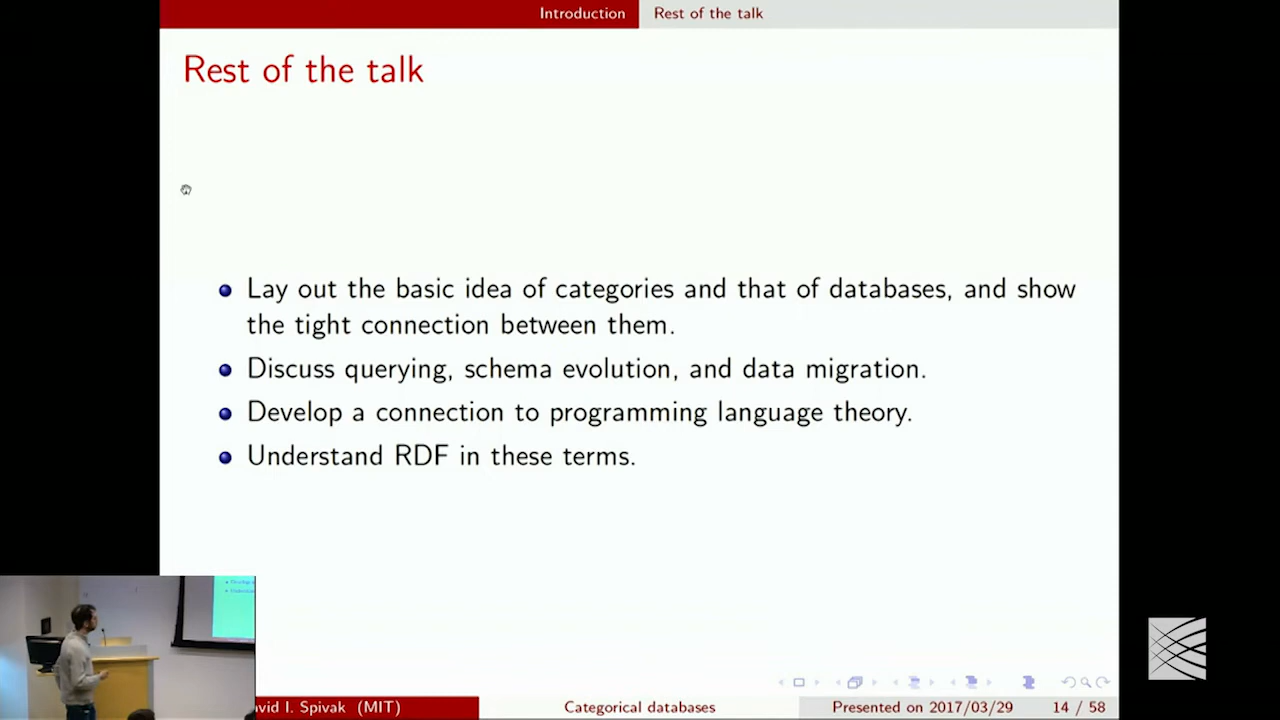 Introduction
Rest of the talk
Rest of the talk
Lay out the basic idea of categories and that of databases, and show
the tight connection between them.
Discuss querying, schema evolution, and data migration.
Develop a connection to programming language theory.
Understand RDF in these terms.
vid I. Spivak (MIT)
Categorical databases
Presented on 2017/03/29
14 / 58